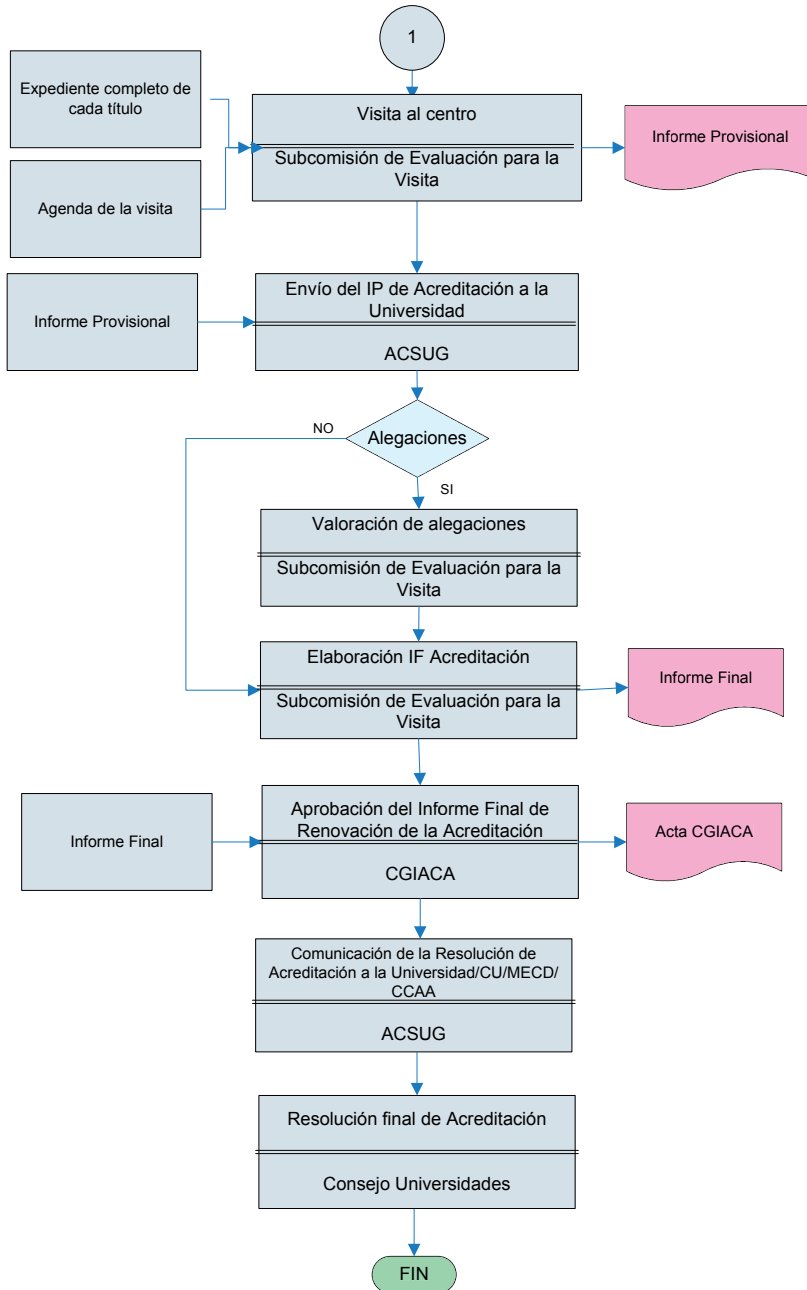 1
Expediente completo de
cada título
Visita al centro
Subcomisión de Evaluación para la
Visita
Informe Provisional
Agenda de la visita
Envío del IP de Acreditación a la
Universidad
ACSUG
Informe Provisional
Alegaciones
NO
SI
Valoración de alegaciones
Subcomisión de Evaluación para la
Visita
Elaboración IF Acreditación
Subcomisión de Evaluación para la
Visita
Informe Final
Informe Final
Aprobación del Informe Final de
Renovación de la Acreditación
CGIACA
Acta CGIACA
Comunicación de la Resolución de
Acreditación a la Universidad/CU/MECD/
CCAA
ACSUG
Resolución final de Acreditación
Consejo Universidades
FIN